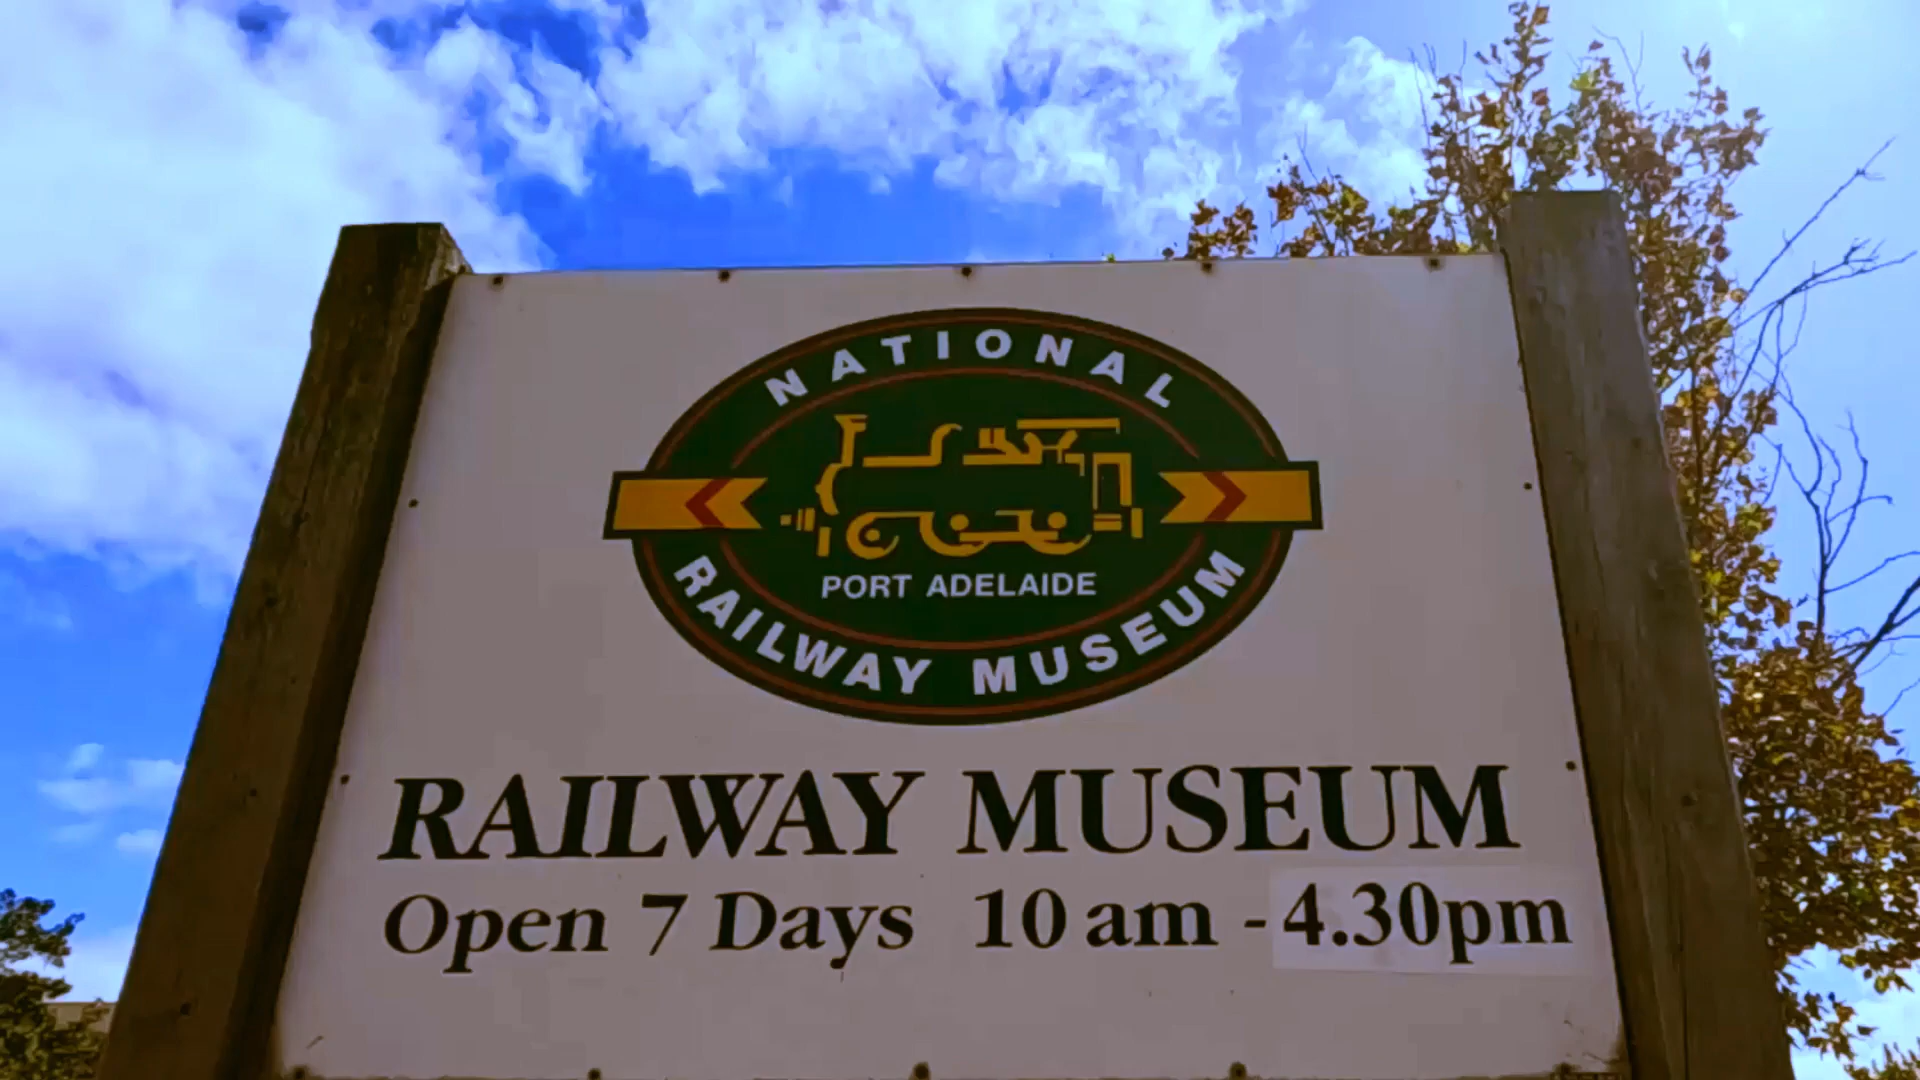 NATIONAL
PORT ADELAIDE
RAILWAY MUSEUM
RAILWAY MUSEUM
Open 7 Days 10 am - 4.30pm